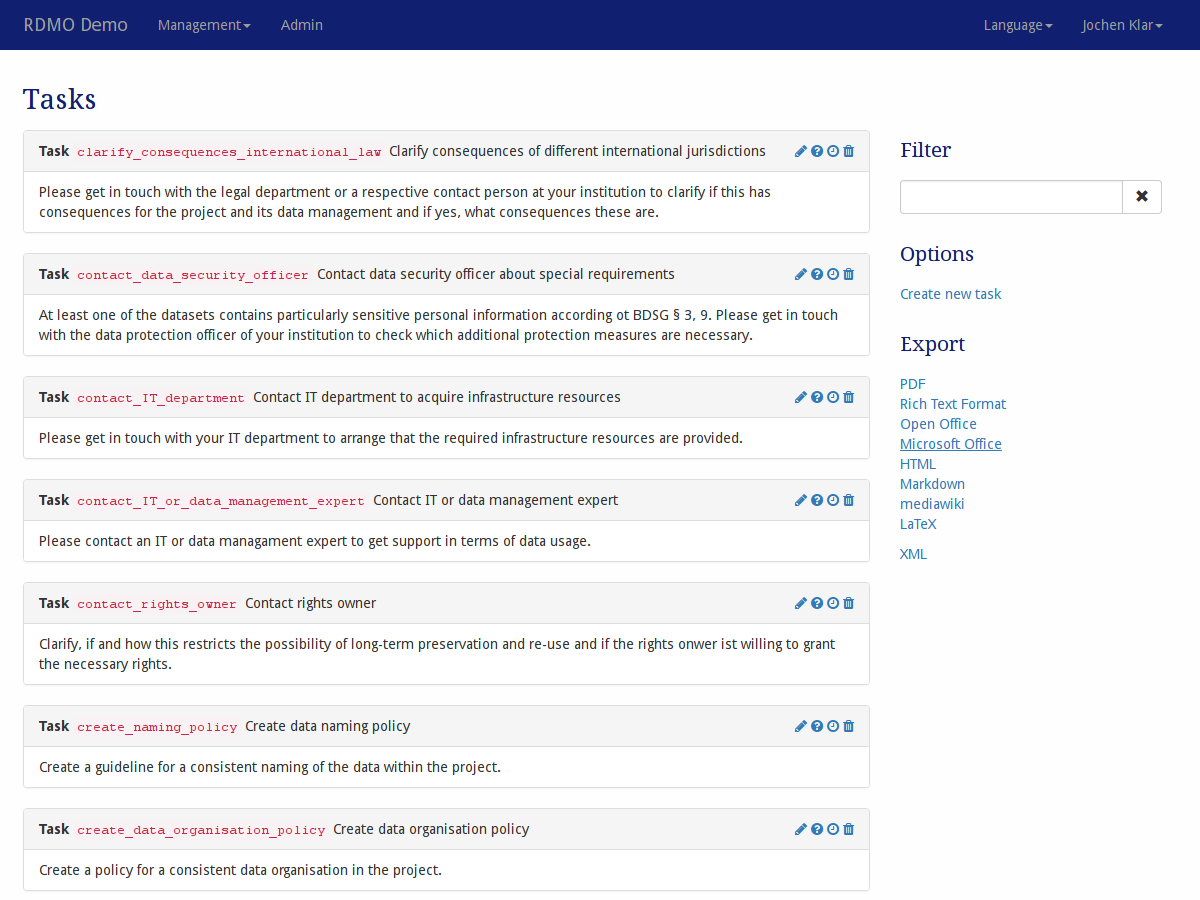 RDMO Demo Management Admin Language Jochen Klar
Tasks
Task clarify_consequences_international_law Clarify consequences of different international jurisdictions
Please get in touch with the legal department or a respective contact person at your institution to clarify if this has
consequences for the project and its data management and if yes, what consequences these are.
Task contact_data_security_officer Contact data security officer about special requirements
At least one of the datasets contains particularly sensitive personal information according ot BDSG § 3, 9. Please get in touch
with the data protection officer of your institution to check which additional protection measures are necessary.
Task contact_IT_department Contact IT department to acquire infrastructure resources
Please get in touch with your IT department to arrange that the required infrastructure resources are provided.
Task contact_IT_or_data_management_expert Contact IT or data management expert
Please contact an IT or data managament expert to get support in terms of data usage.
Task contact_rights_owner Contact rights owner
Clarify, if and how this restricts the possibility of long-term preservation and re-use and if the rights onwer ist willing to grant
the necessary rights.
Task create_naming_policy Create data naming policy
Create a guideline for a consistent naming of the data within the project.
Task create_data_organisation_policy Create data organisation policy
Create a policy for a consistent data organisation in the project.
Filter
Options
Create new task
Export
PDF
Rich Text Format
Open Office
Microsoft Office
HTML
Markdown
mediawiki
LaTeX
XML